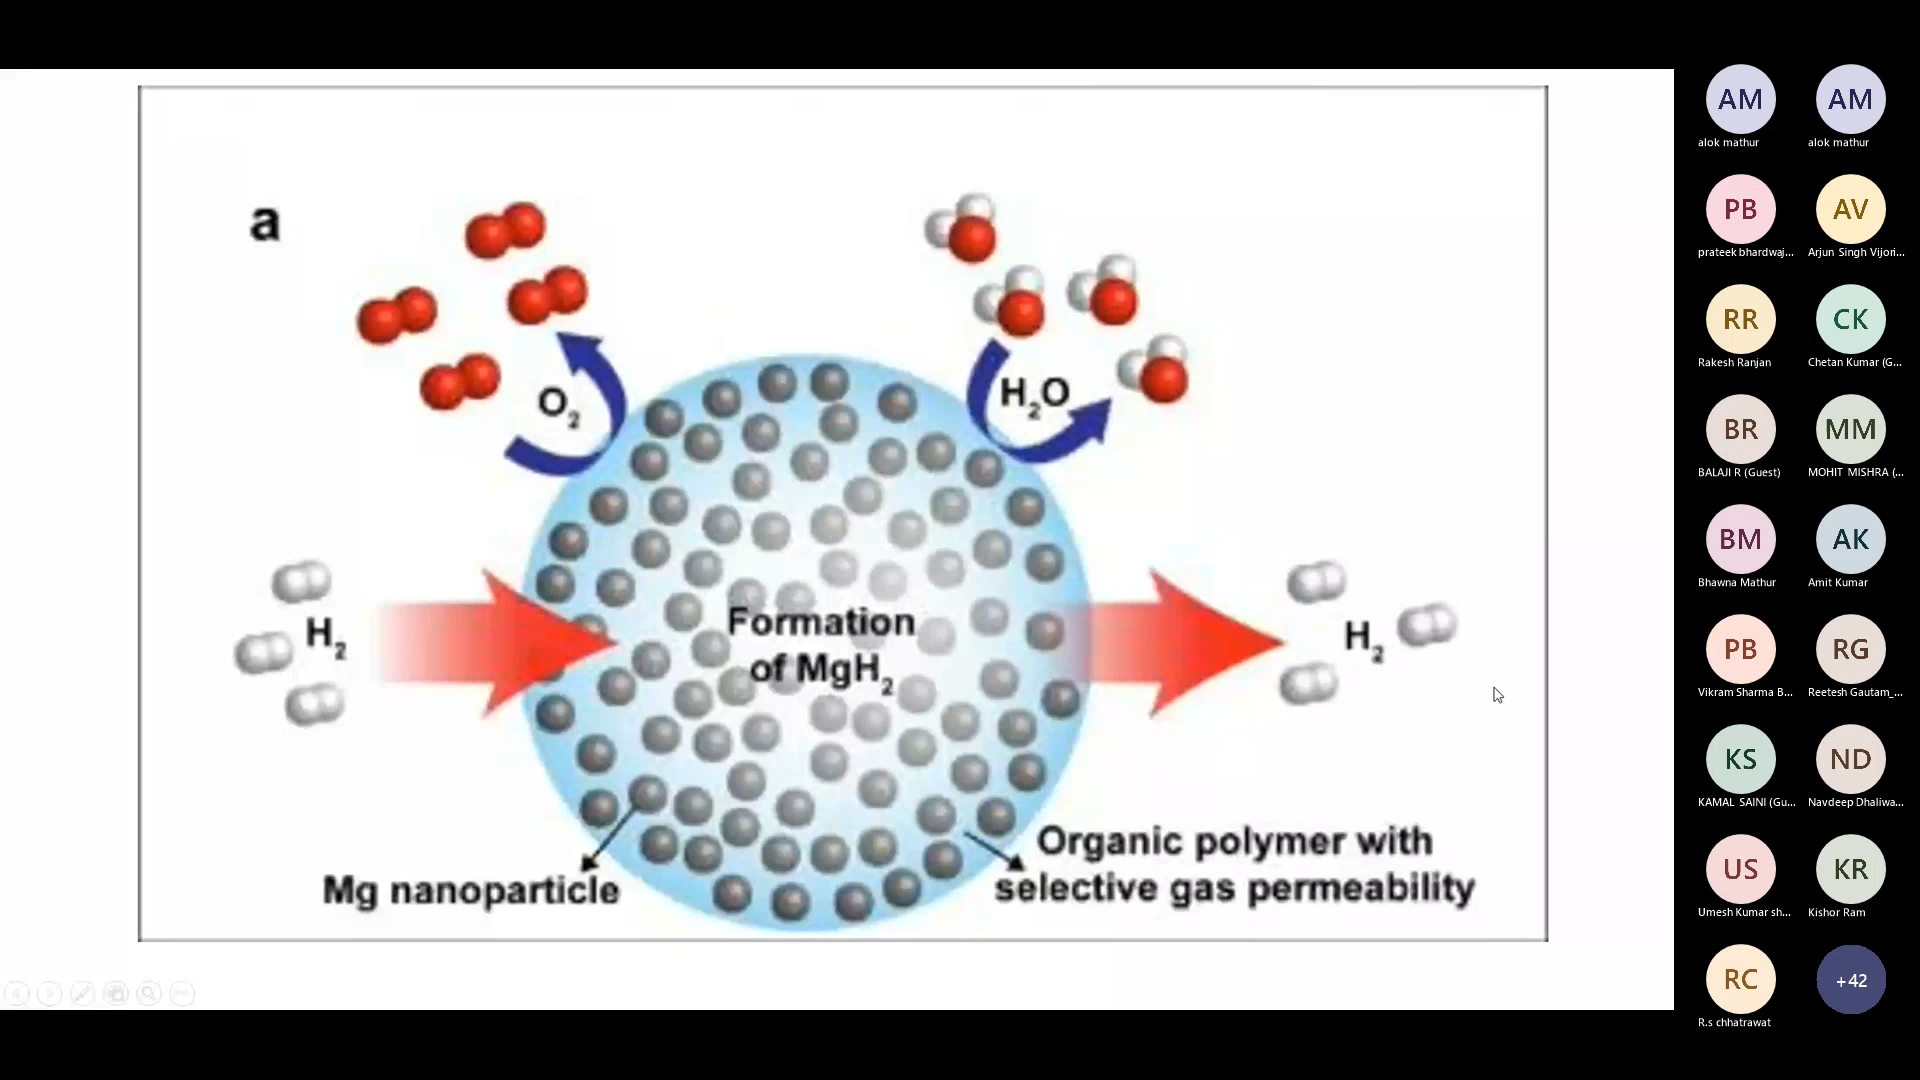 a
O2
H2O
H2
Formation
of MgH2
H2
Mg nanoparticle
Organic polymer with
selective gas permeability
AM
AM
alok mathur
alok mathur
PB
AV
prateek bhardwaj...
Arjun Singh Vijori...
RR
CK
Rakesh Ranjan
Chetan Kumar (G...
BR
MM
BALAJI R (Guest)
MOHIT MISHRA (...
BM
AK
Bhawna Mathur
Amit Kumar
PB
RG
Vikram Sharma B...
Reetesh Gautam_...
KS
ND
KAMAL SAINI (Gu...
Navdeep Dhaliwa...
US
KR
Umesh Kumar sh...
Kishor Ram
RC
+42
R.s chhatrawat